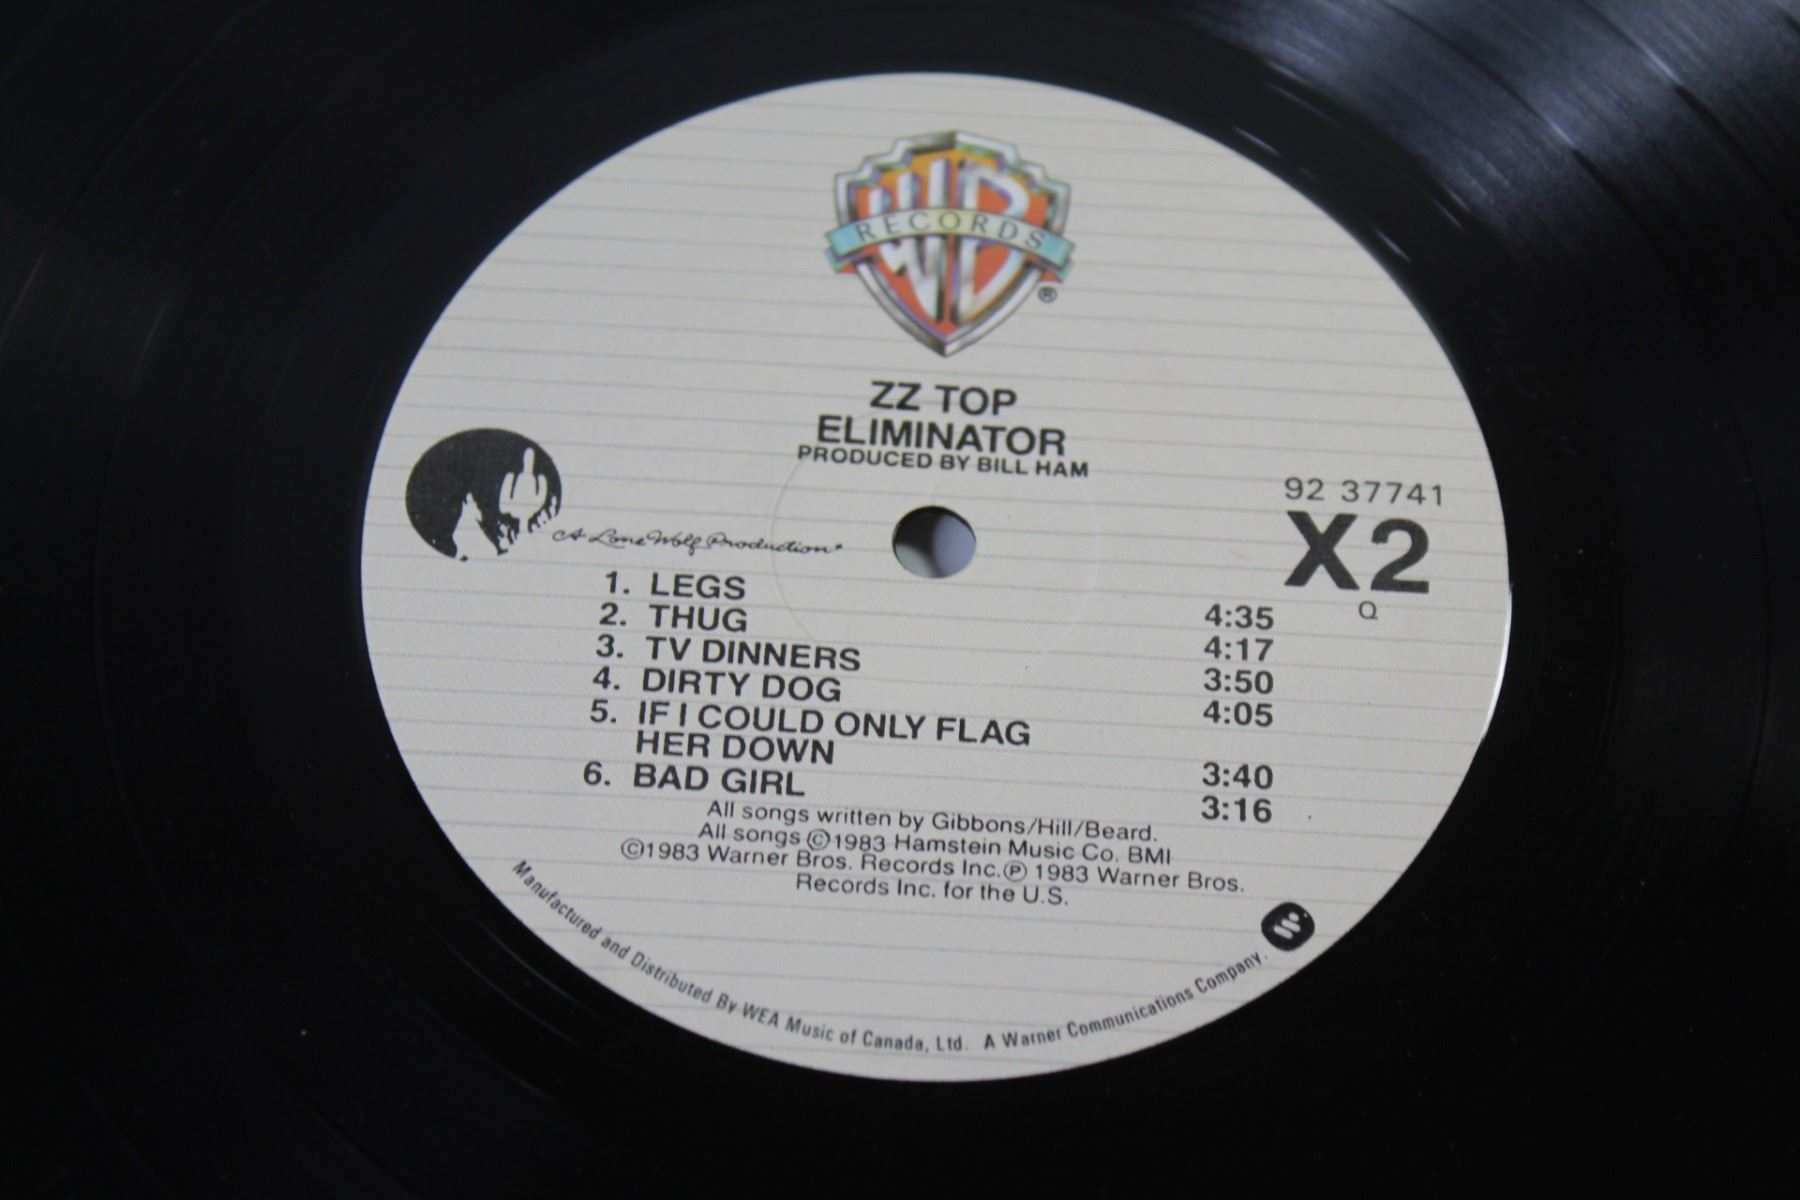 WB
RECORDS
®
ZZ TOP
ELIMINATOR
PRODUCED BY BILL HAM
92 37741
X2
Q
A Lone Wolf Production
1. LEGS 4:35
2. THUG 4:17
3. TV DINNERS 3:50
4. DIRTY DOG 4:05
5. IF I COULD ONLY FLAG
HER DOWN 3:40
6. BAD GIRL 3:16
All songs written by Gibbons/Hill/Beard.
All songs ©1983 Hamstein Music Co. BMI
©1983 Warner Bros. Records Inc.℗ 1983 Warner Bros.
Records Inc. for the U.S.
Manufactured and Distributed By WEA Music of Canada, Ltd. A Warner Communications Company.